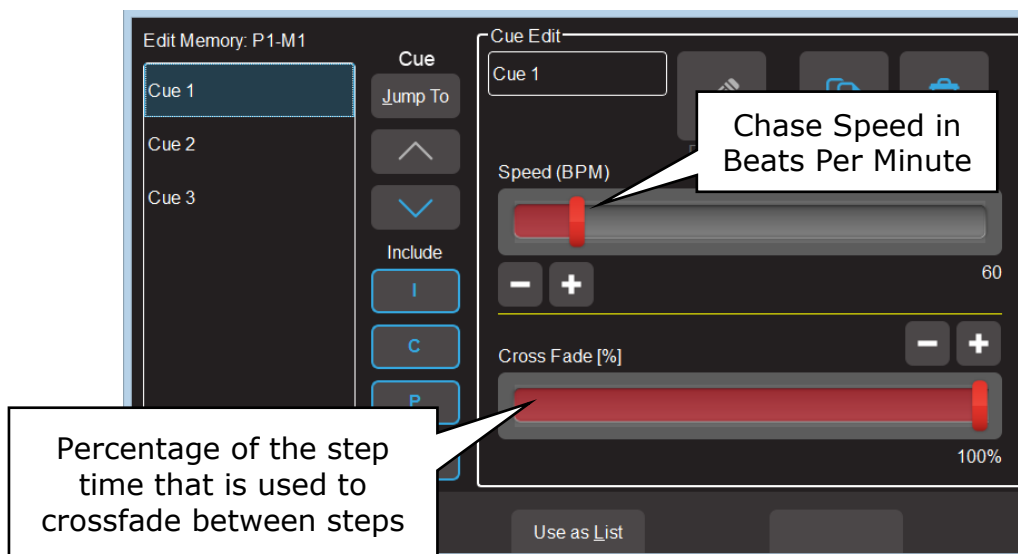 Edit Memory: P1-M1
Cue 1
Cue 2
Cue 3
Cue
Jump To
Include
I
C
P
Cue Edit
Cue 1
Chase Speed in
Beats Per Minute
Speed (BPM)
60
Cross Fade [%]
100%
Percentage of the step
time that is used to
crossfade between steps
Use as List